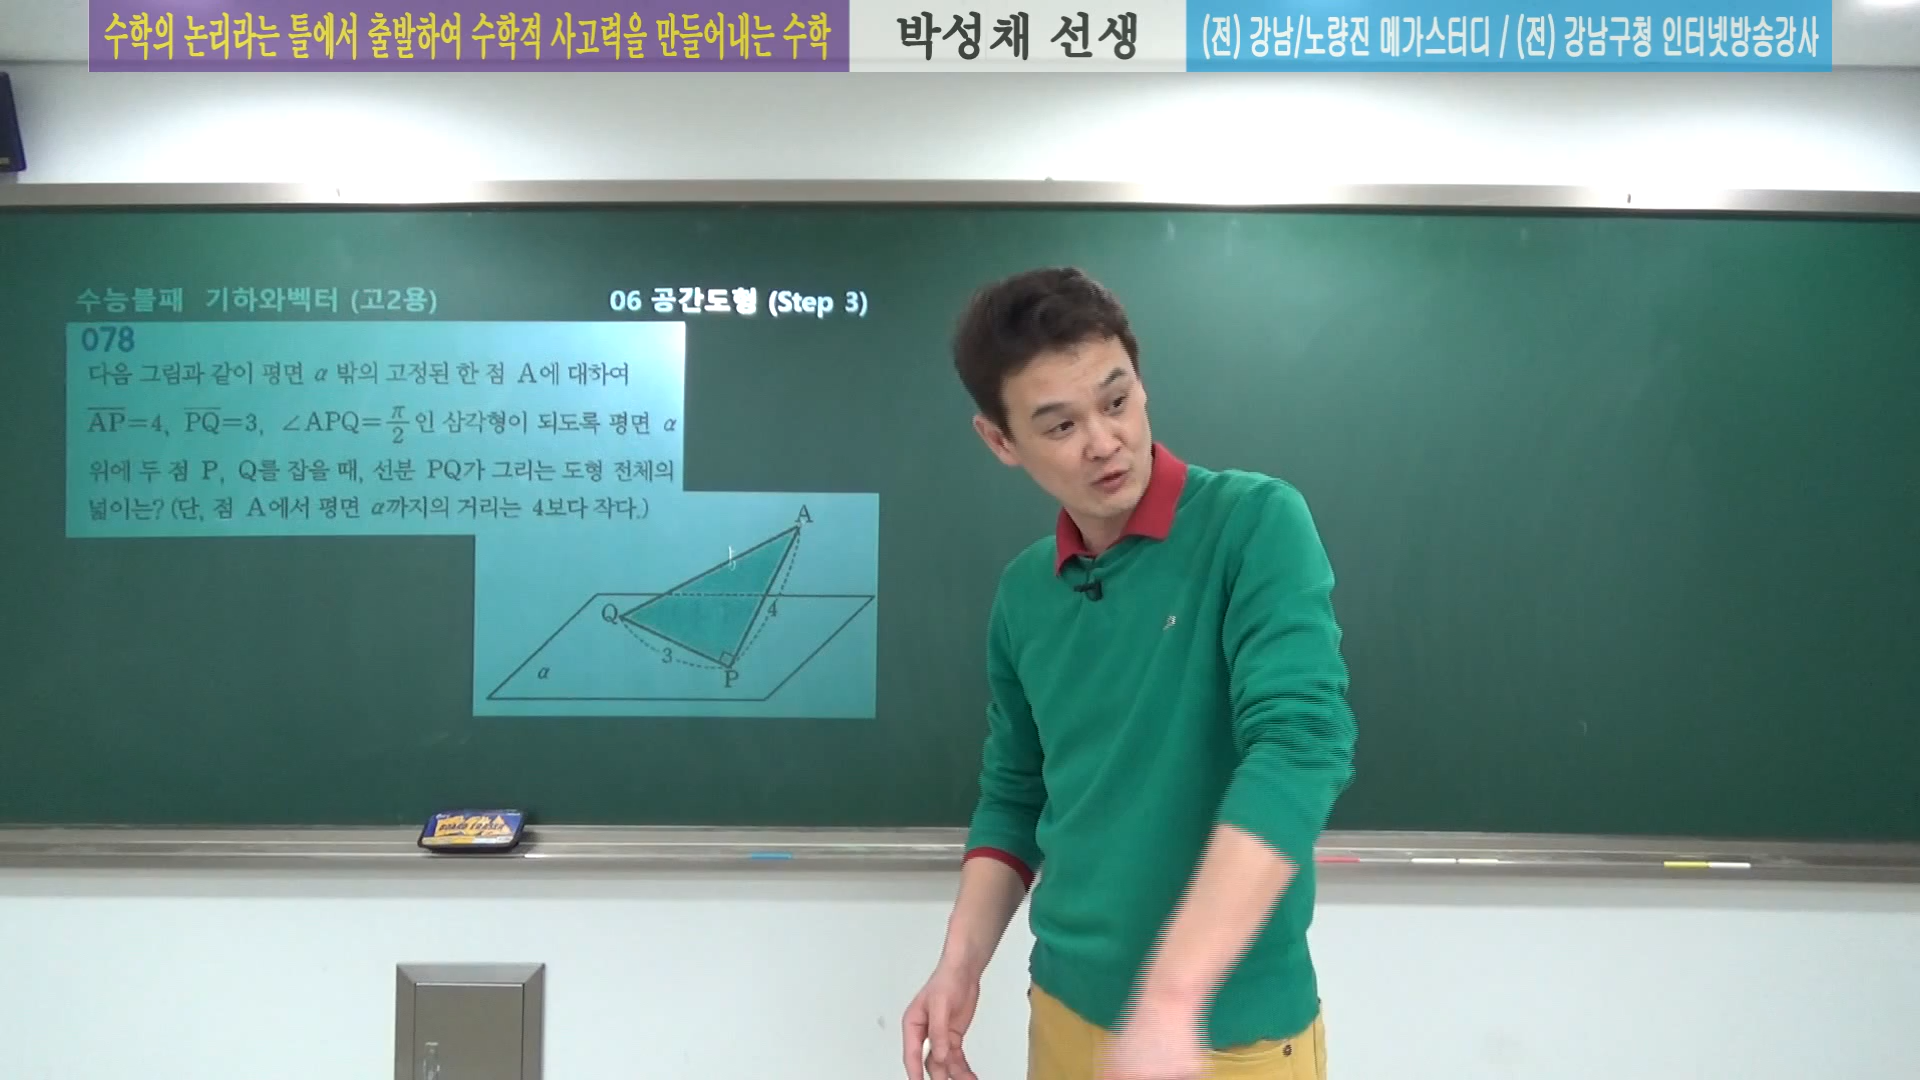 수학의 논리라는 틀에서 출발하여 수학적 사고력을 만들어내는 수학
박성채 선생
(전) 강남/노량진 메가스터디 / (전) 강남구청 인터넷방송강사
수능불패 기하와벡터 (고2용)
06 공간도형 (Step 3)
078
다음 그림과 같이 평면 α 밖의 고정된 한 점 A에 대하여
AP=4, PQ=3, ∠APQ=π/2 인 삼각형이 되도록 평면 α
위에 두 점 P, Q를 잡을 때, 선분 PQ가 그리는 도형 전체의
넓이는? (단, 점 A에서 평면 α까지의 거리는 4보다 작다.)
A
5
Q
4
3
P
α
BOARD ERASER